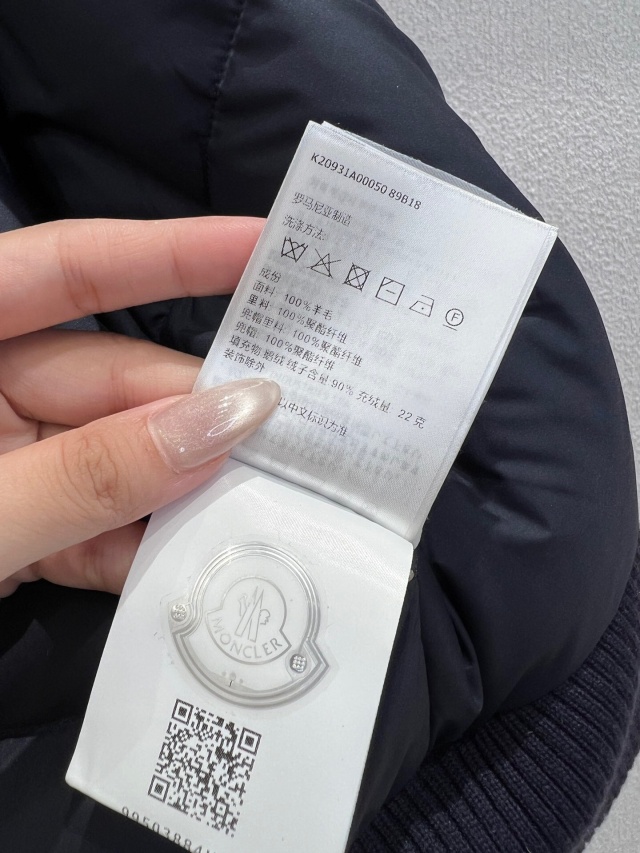 K20931A00050 89B18
罗马尼亚制造
洗涤方法:
F
成份
面料: 100%羊毛
里料: 100%聚酯纤维
兜帽里料: 100%聚酯纤维
兜帽: 100%聚酯纤维
填充物:鹅绒 绒子含量 90% 充绒量 22 克
装饰除外
以中文标识为准
MONCLER